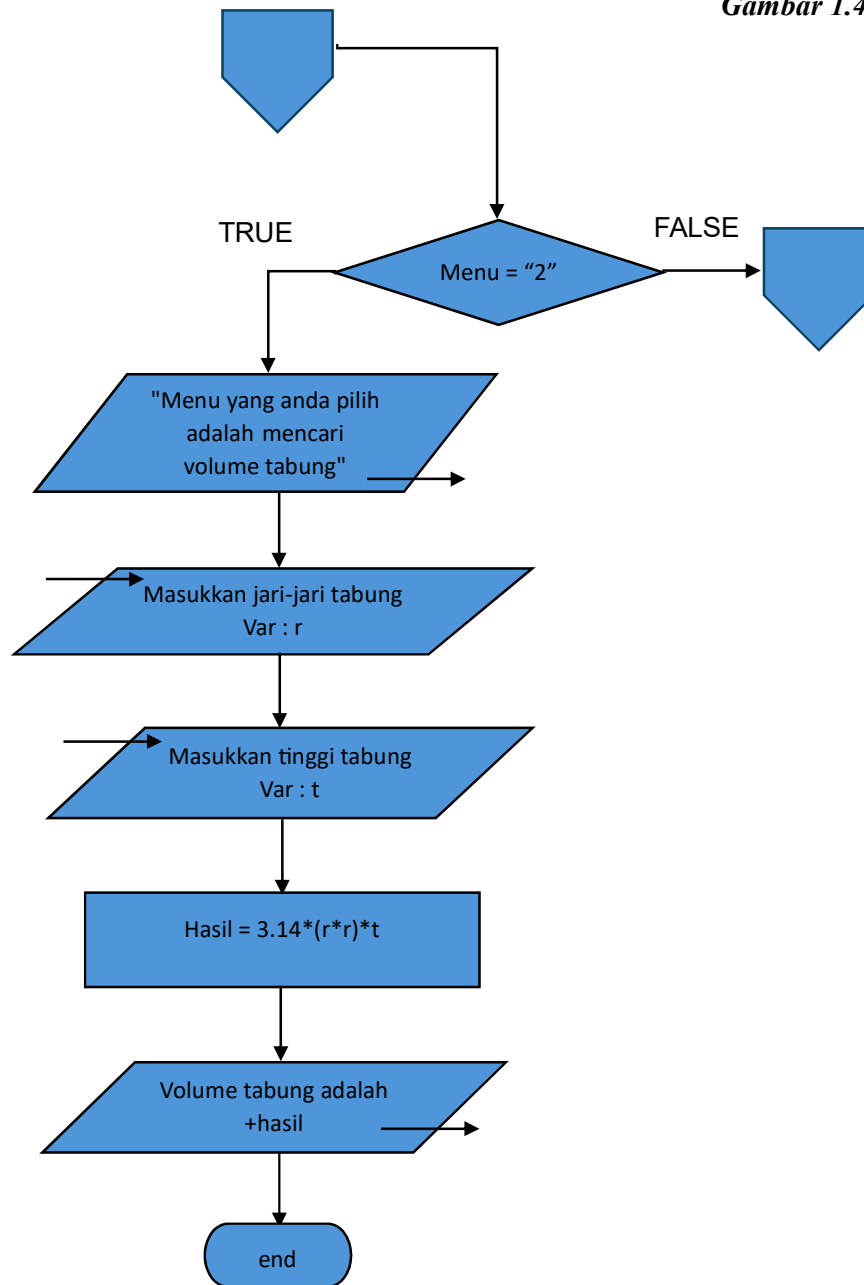 Gambar 1.4
TRUE
FALSE
Menu = “2”
"Menu yang anda pilih
adalah mencari
volume tabung"
Masukkan jari-jari tabung
Var : r
Masukkan tinggi tabung
Var : t
Hasil = 3.14*(r*r)*t
Volume tabung adalah
+hasil
end